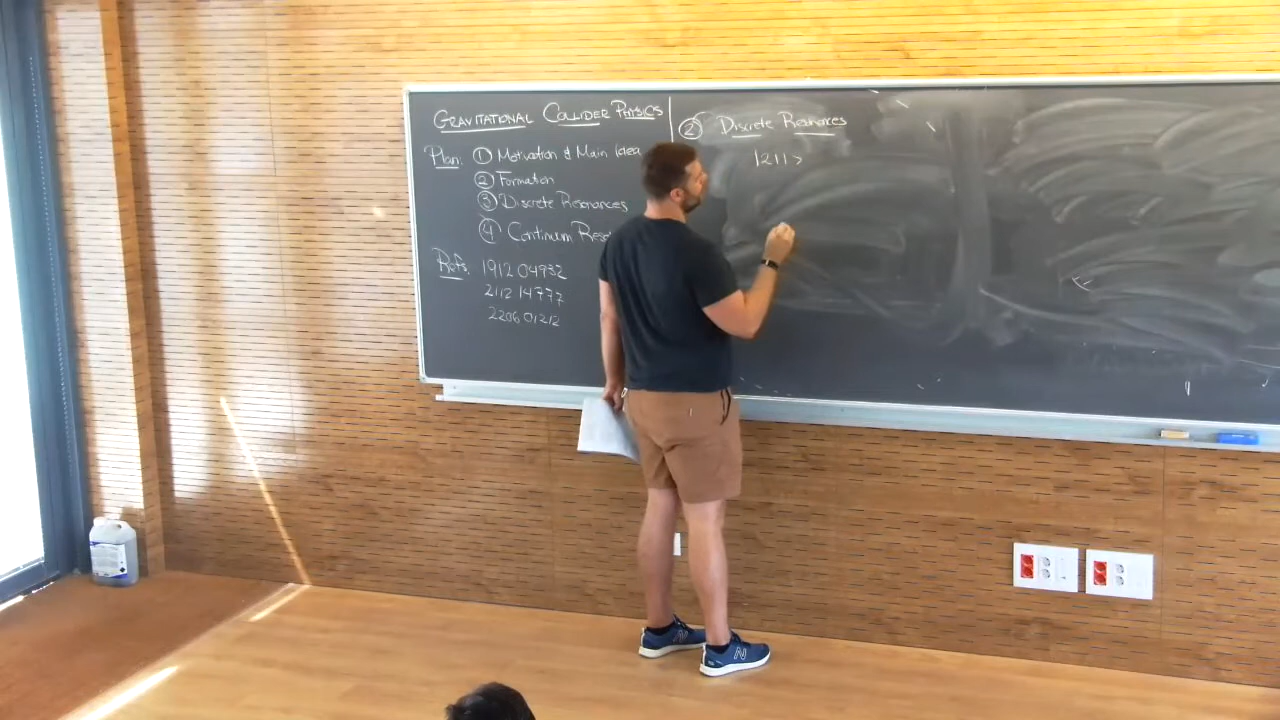 GRAVITATIONAL COLLIDER PHYSICS
Plan: ① Motivation & Main Idea
② Formation
③ Discrete Resonances
④ Continuum
Refs. 1912 04932
2112 14777
2206 01212
② Discrete Resonances
|211>